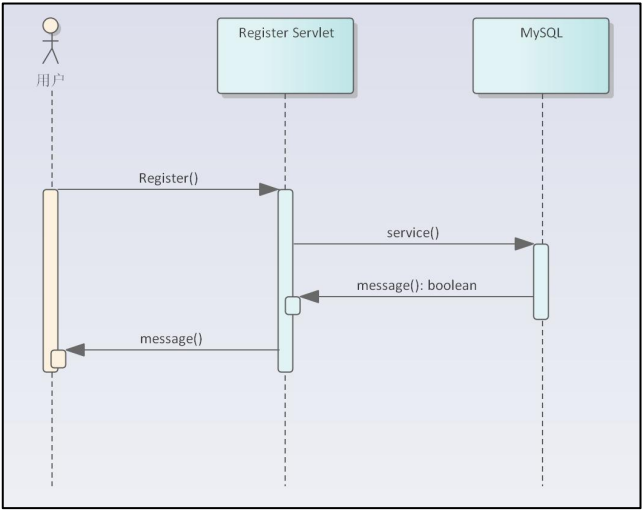 Register Servlet
MySQL
用户
Register()
service()
message(): boolean
message()